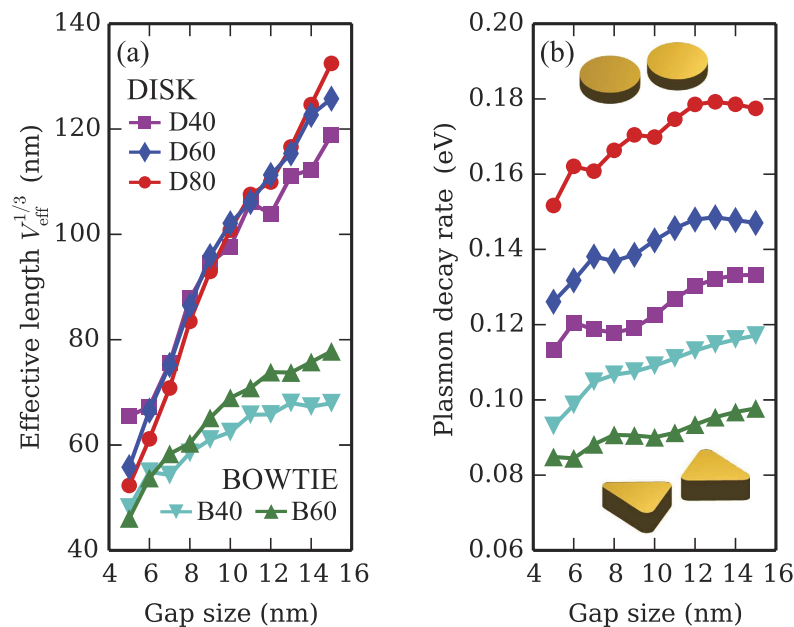 (a)
DISK
D40
D60
D80
BOWTIE
B40 B60
140
120
100
80
60
40
4 6 8 10 12 14 16
Gap size (nm)
Effective length V_eff^{1/3} (nm)
(b)
0.20
0.18
0.16
0.14
0.12
0.10
0.08
0.06
4 6 8 10 12 14 16
Gap size (nm)
Plasmon decay rate (eV)